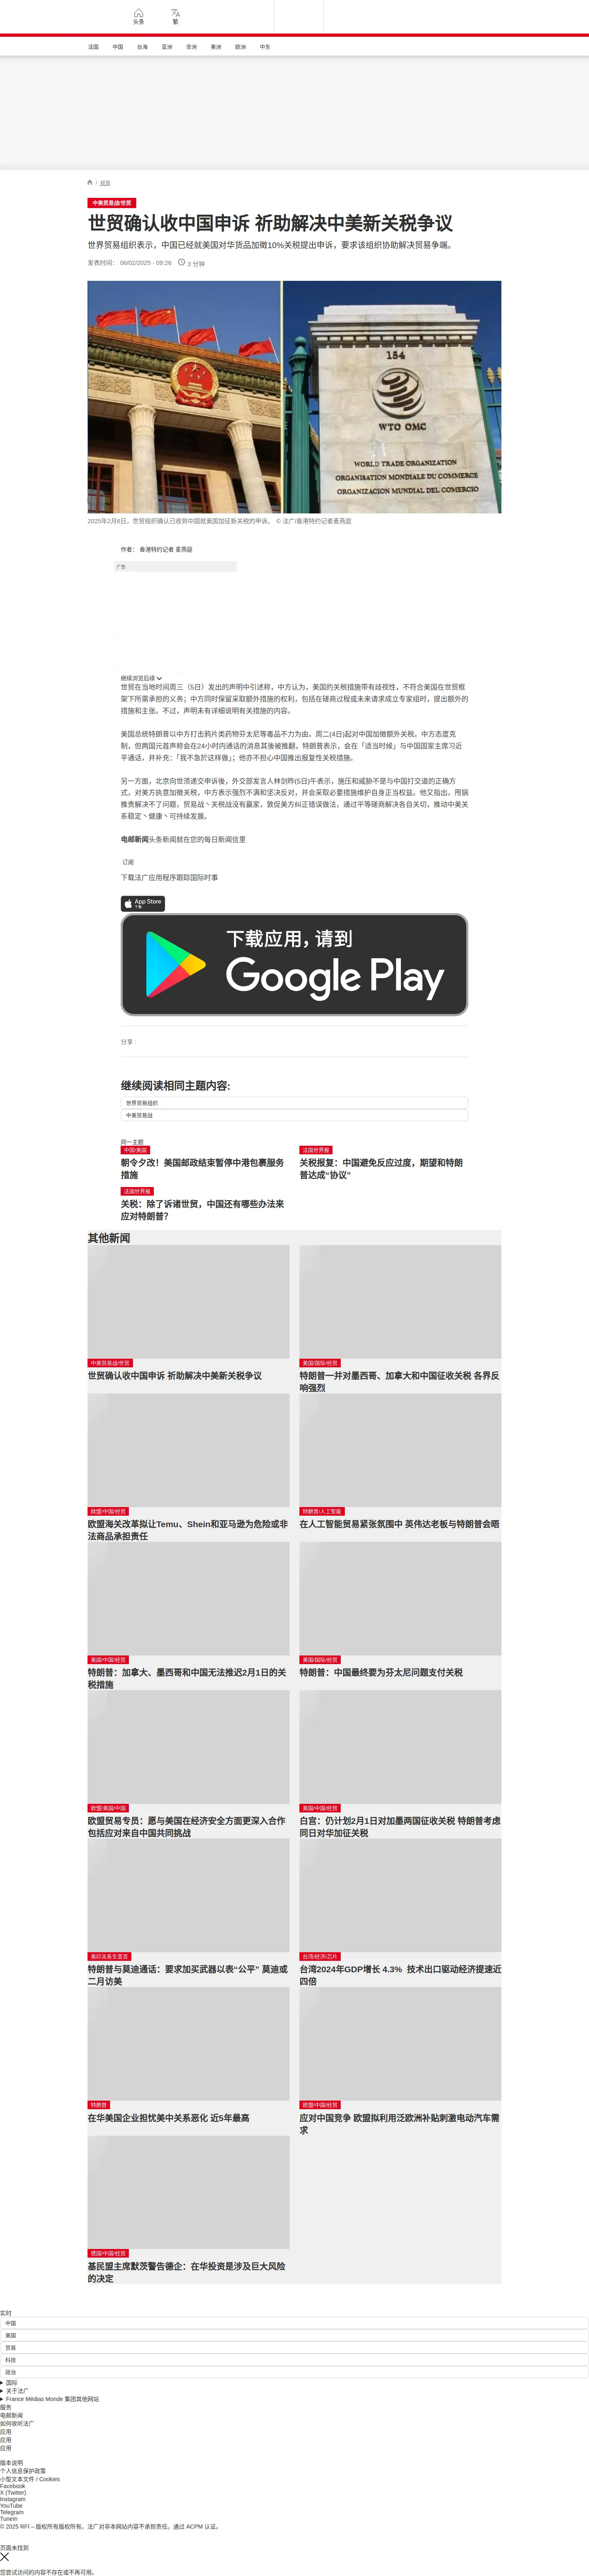 头条
繁
法国
中国
台海
亚洲
非洲
美洲
欧洲
中东
/ 经贸
中美贸易战/世贸
世贸确认收中国申诉 祈助解决中美新关税争议
世界贸易组织表示，中国已经就美国对华货品加徵10%关税提出申诉，要求该组织协助解决贸易争端。
发表时间： 06/02/2025 - 09:26
3 分钟
154
WTO OMC
WORLD TRADE ORGANIZATION
ORGANISATION MONDIALE DU COMMERCE
ORGANIZACION MUNDIAL DEL COMERCIO
2025年2月6日，世贸组织确认已收到中国就美国加征新关税的申诉。 © 法广/香港特约记者麦燕庭
作者： 香港特约记者 麦燕庭
广告
继续浏览后续
世贸在当地时间周三（5日）发出的声明中引述称，中方认为，美国的关税措施带有歧视性，不符合美国在世贸框
架下所需承担的义务；中方同时保留采取额外措施的权利，包括在磋商过程或未来请求成立专家组时，提出额外的
措施和主张。不过，声明未有详细说明有关措施的内容。
美国总统特朗普以中方打击鸦片类药物芬太尼等毒品不力为由，周二(4日)起对中国加徵额外关税。中方态度克
制，但两国元首声称会在24小时内通话的消息其後被推翻，特朗普表示，会在「适当时候」与中国国家主席习近
平通话，并补充：「我不急於这样做」；他亦不担心中国推出报复性关税措施。
另一方面，北京向世须递交申诉後，外交部发言人林剑昨(5日)午表示，施压和威胁不是与中国打交道的正确方
式，对美方执意加徵关税，中方表示强烈不满和坚决反对，并会采取必要措施维护自身正当权益。他又指出，甩锅
推责解决不了问题，贸易战丶关税战没有赢家，敦促美方纠正错误做法，通过平等磋商解决各自关切，推动中美关
系稳定丶健康丶可持续发展。
电邮新闻头条新闻就在您的每日新闻信里
订阅
下载法广应用程序跟踪国际时事
App Store
下载
下载应用，请到
Google Play
分享 :
继续阅读相同主题内容:
世界贸易组织
中美贸易战
同一主题
中国/美国
朝令夕改！美国邮政结束暂停中港包裹服务
措施
法国世界报
关税报复：中国避免反应过度，期望和特朗
普达成“协议”
法国世界报
关税：除了诉诸世贸，中国还有哪些办法来
应对特朗普？
其他新闻
中美贸易战/世贸
世贸确认收中国申诉 祈助解决中美新关税争议
美国/国际/经贸
特朗普一并对墨西哥、加拿大和中国征收关税 各界反
响强烈
欧盟/中国/经贸
欧盟海关改革拟让Temu、Shein和亚马逊为危险或非
法商品承担责任
特朗普/人工智能
在人工智能贸易紧张氛围中 英伟达老板与特朗普会晤
美国/中国/经贸
特朗普：加拿大、墨西哥和中国无法推迟2月1日的关
税措施
美国/国际/经贸
特朗普：中国最终要为芬太尼问题支付关税
欧盟/美国/中国
欧盟贸易专员：愿与美国在经济安全方面更深入合作
包括应对来自中国共同挑战
美国/中国/经贸
白宫：仍计划2月1日对加墨两国征收关税 特朗普考虑
同日对华加征关税
美印关系生变否
特朗普与莫迪通话：要求加买武器以表“公平” 莫迪或
二月访美
台湾/经济/芯片
台湾2024年GDP增长 4.3% 技术出口驱动经济提速近
四倍
特朗普
在华美国企业担忧美中关系恶化 近5年最高
欧盟/中国/经贸
应对中国竞争 欧盟拟利用泛欧洲补贴刺激电动汽车需
求
德国/中国/经贸
基民盟主席默茨警告德企：在华投资是涉及巨大风险
的决定
实时
中国
美国
贸易
科技
政治
国际
关于法广
France Médias Monde 集团其他网站
服务
电邮新闻
如何收听法广
应用
应用
应用
版本说明
个人信息保护政策
小型文本文件 / Cookies
Facebook
X (Twitter)
Instagram
YouTube
Telegram
TuneIn
© 2025 RFI – 版权所有版权所有。法广对非本网站内容不承担责任。通过 ACPM 认证。
页面未找到
您尝试访问的内容不存在或不再可用。